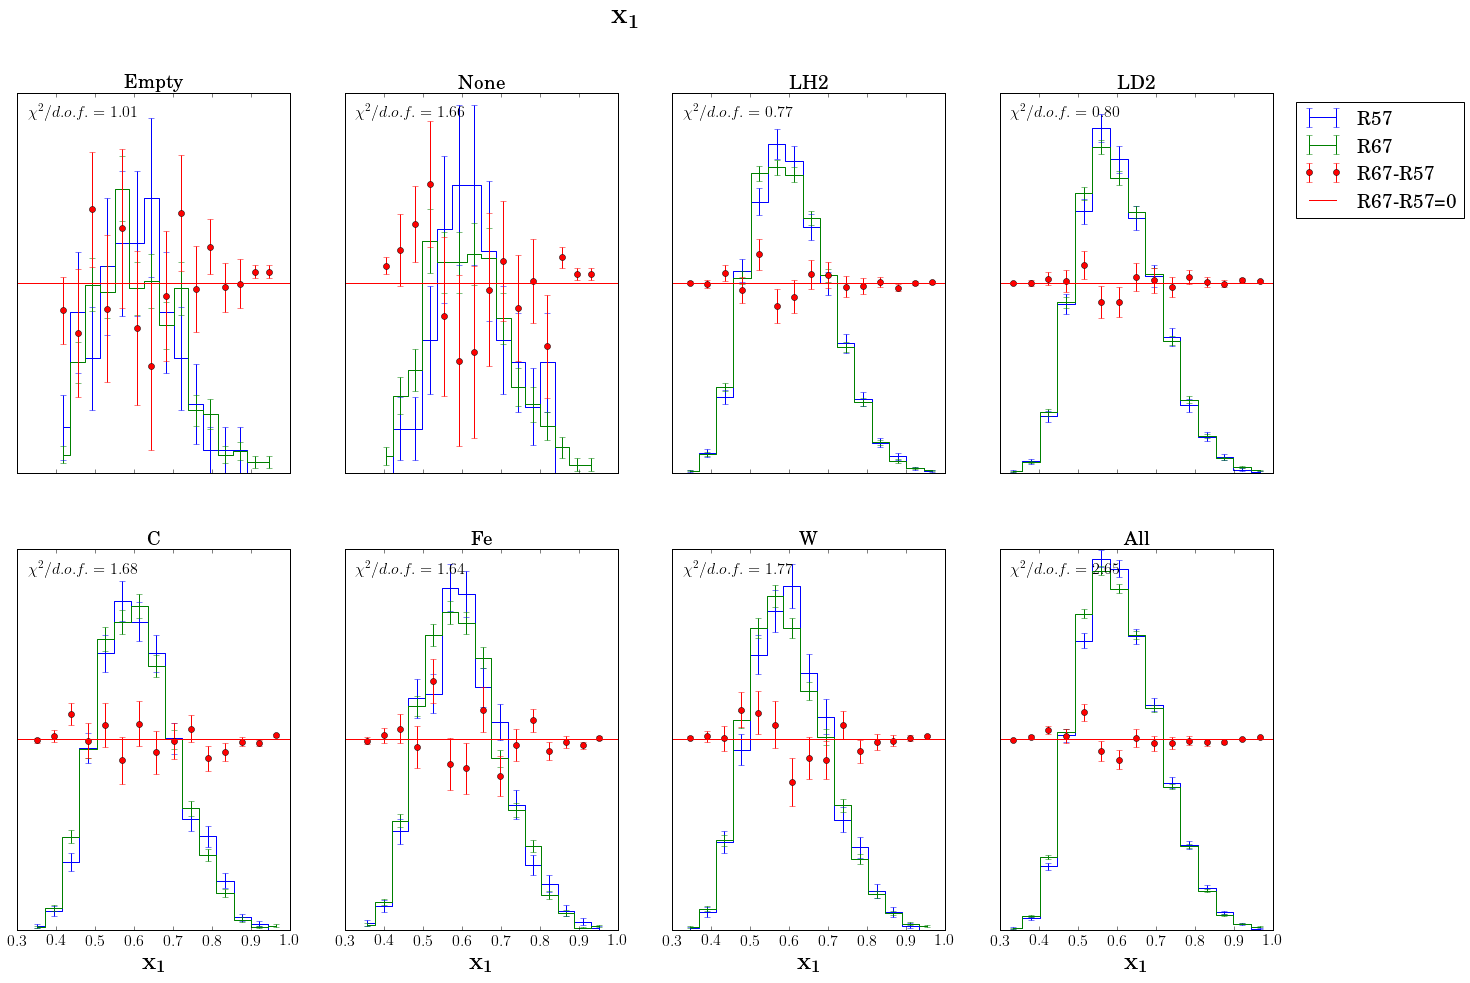 x₁
Empty
None
LH2
LD2
χ²/d.o.f. = 1.01
χ²/d.o.f. = 1.66
χ²/d.o.f. = 0.77
χ²/d.o.f. = 0.80
R57
R67
R67-R57
R67-R57=0
C
Fe
W
All
χ²/d.o.f. = 1.68
χ²/d.o.f. = 1.64
χ²/d.o.f. = 1.77
χ²/d.o.f. = 2.65
0.3 0.4 0.5 0.6 0.7 0.8 0.9 1.0
0.3 0.4 0.5 0.6 0.7 0.8 0.9 1.0
0.3 0.4 0.5 0.6 0.7 0.8 0.9 1.0
0.3 0.4 0.5 0.6 0.7 0.8 0.9 1.0
x₁
x₁
x₁
x₁